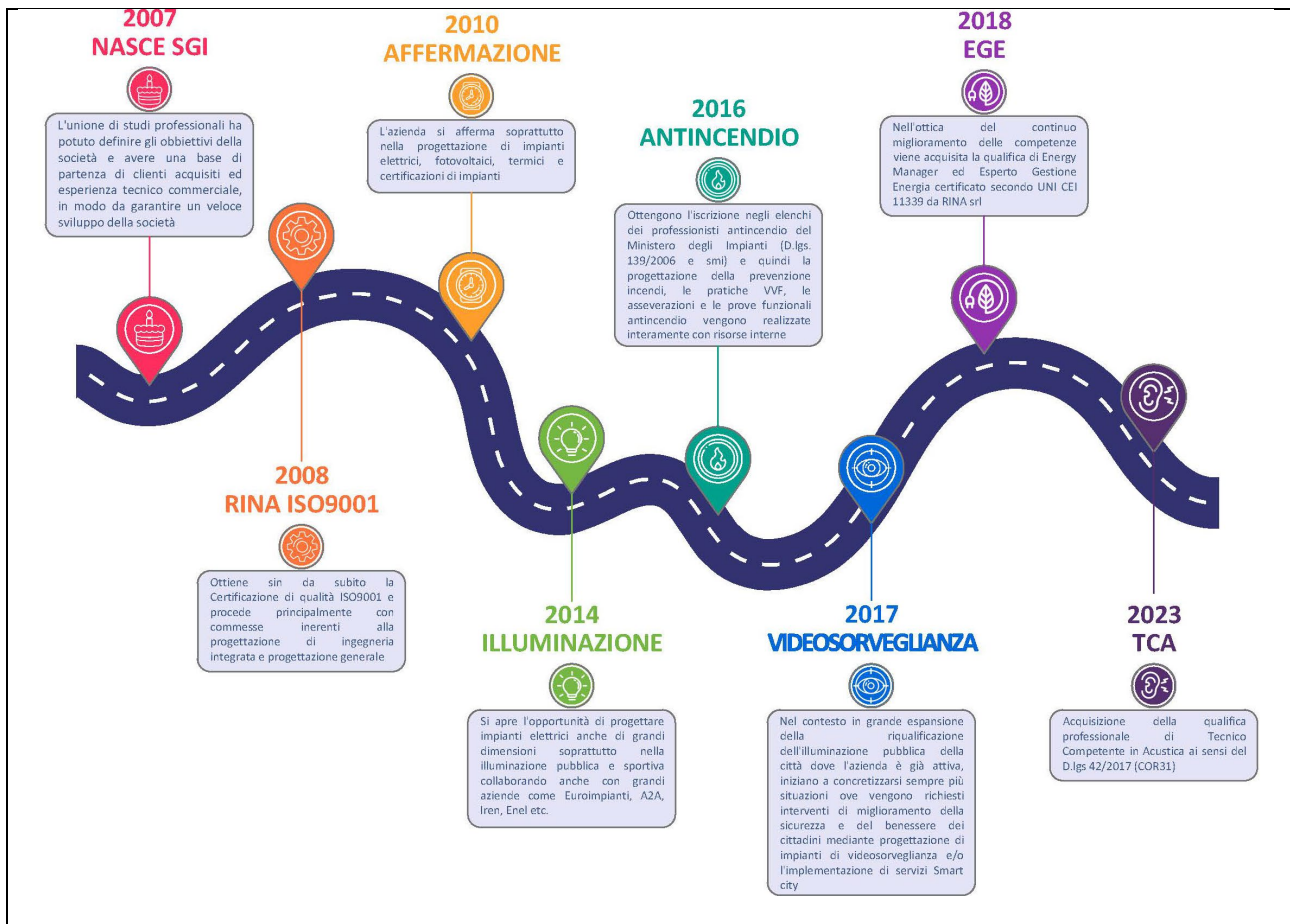 2007
NASCE SGI
L'unione di studi professionali ha
potuto definire gli obbiettivi della
società e avere una base di
partenza di clienti acquisiti ed
esperienza tecnico commerciale,
in modo da garantire un veloce
sviluppo della società
2008
RINA ISO9001
Ottiene sin da subito la
Certificazione di qualità ISO9001 e
procede principalmente con
commesse inerenti alla
progettazione di ingegneria
integrata e progettazione generale
2010
AFFERMAZIONE
L'azienda si afferma soprattutto
nella progettazione di impianti
elettrici, fotovoltaici, termici e
certificazioni di impianti
2014
ILLUMINAZIONE
Si apre l'opportunità di progettare
impianti elettrici anche di grandi
dimensioni soprattutto nella
illuminazione pubblica e sportiva
collaborando anche con grandi
aziende come Euroimpianti, A2A,
Iren, Enel etc.
2016
ANTINCENDIO
Ottengono l'iscrizione negli elenchi
dei professionisti antincendio del
Ministero degli Impianti (D.lgs.
139/2006 e smi) e quindi la
progettazione della prevenzione
incendi, le pratiche VVF, le
asseverazioni e le prove funzionali
antincendio vengono realizzate
interamente con risorse interne
2017
VIDEOSORVEGLIANZA
Nel contesto in grande espansione
della riqualificazione
dell'illuminazione pubblica della
città dove l'azienda è già attiva,
iniziano a concretizzarsi sempre più
situazioni ove vengono richiesti
interventi di miglioramento della
sicurezza e del benessere dei
cittadini mediante progettazione di
impianti di videosorveglianza e/o
l'implementazione di servizi Smart
city
2018
EGE
Nell'ottica del continuo
miglioramento delle competenze
viene acquisita la qualifica di Energy
Manager ed Esperto Gestione
Energia certificato secondo UNI CEI
11339 da RINA srl
2023
TCA
Acquisizione della qualifica
professionale di Tecnico
Competente in Acustica ai sensi del
D.lgs 42/2017 (COR31)